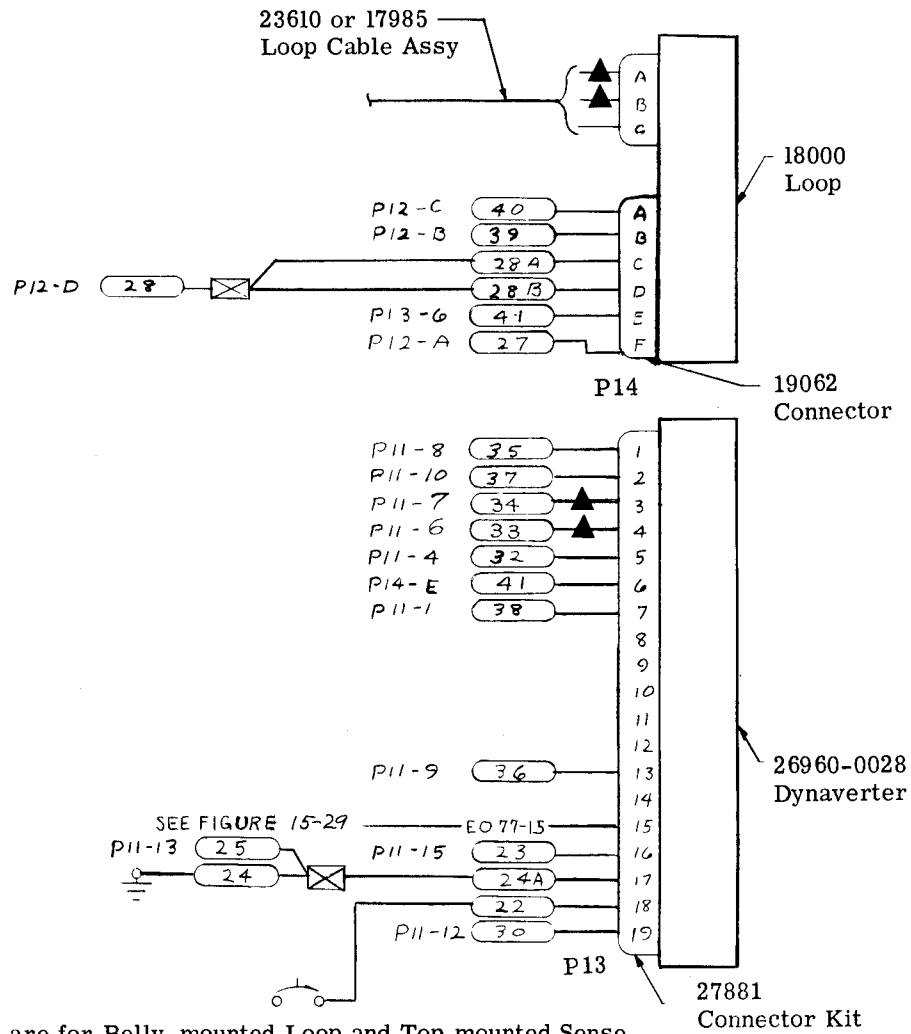 23610 or 17985
Loop Cable Assy
A
B
C
18000
Loop
P12-C 40 A
P12-B 39 B
28A C
P12-D 28 28B D
P13-6 41 E
P12-A 27 F
P14
19062
Connector
P11-8 35 1
P11-10 37 2
P11-7 34 3
P11-6 33 4
P11-4 32 5
P14-E 41 6
P11-1 38 7
8
9
10
11
12
P11-9 36 13
14
SEE FIGURE 15-29 EO77-15 15
P11-13 25 P11-15 23 16
24 24A 17
22 18
P11-12 30 19
26960-0028
Dynaverter
P13
27881
Connector Kit
are for Belly-mounted Loop and Top-mounted Sense